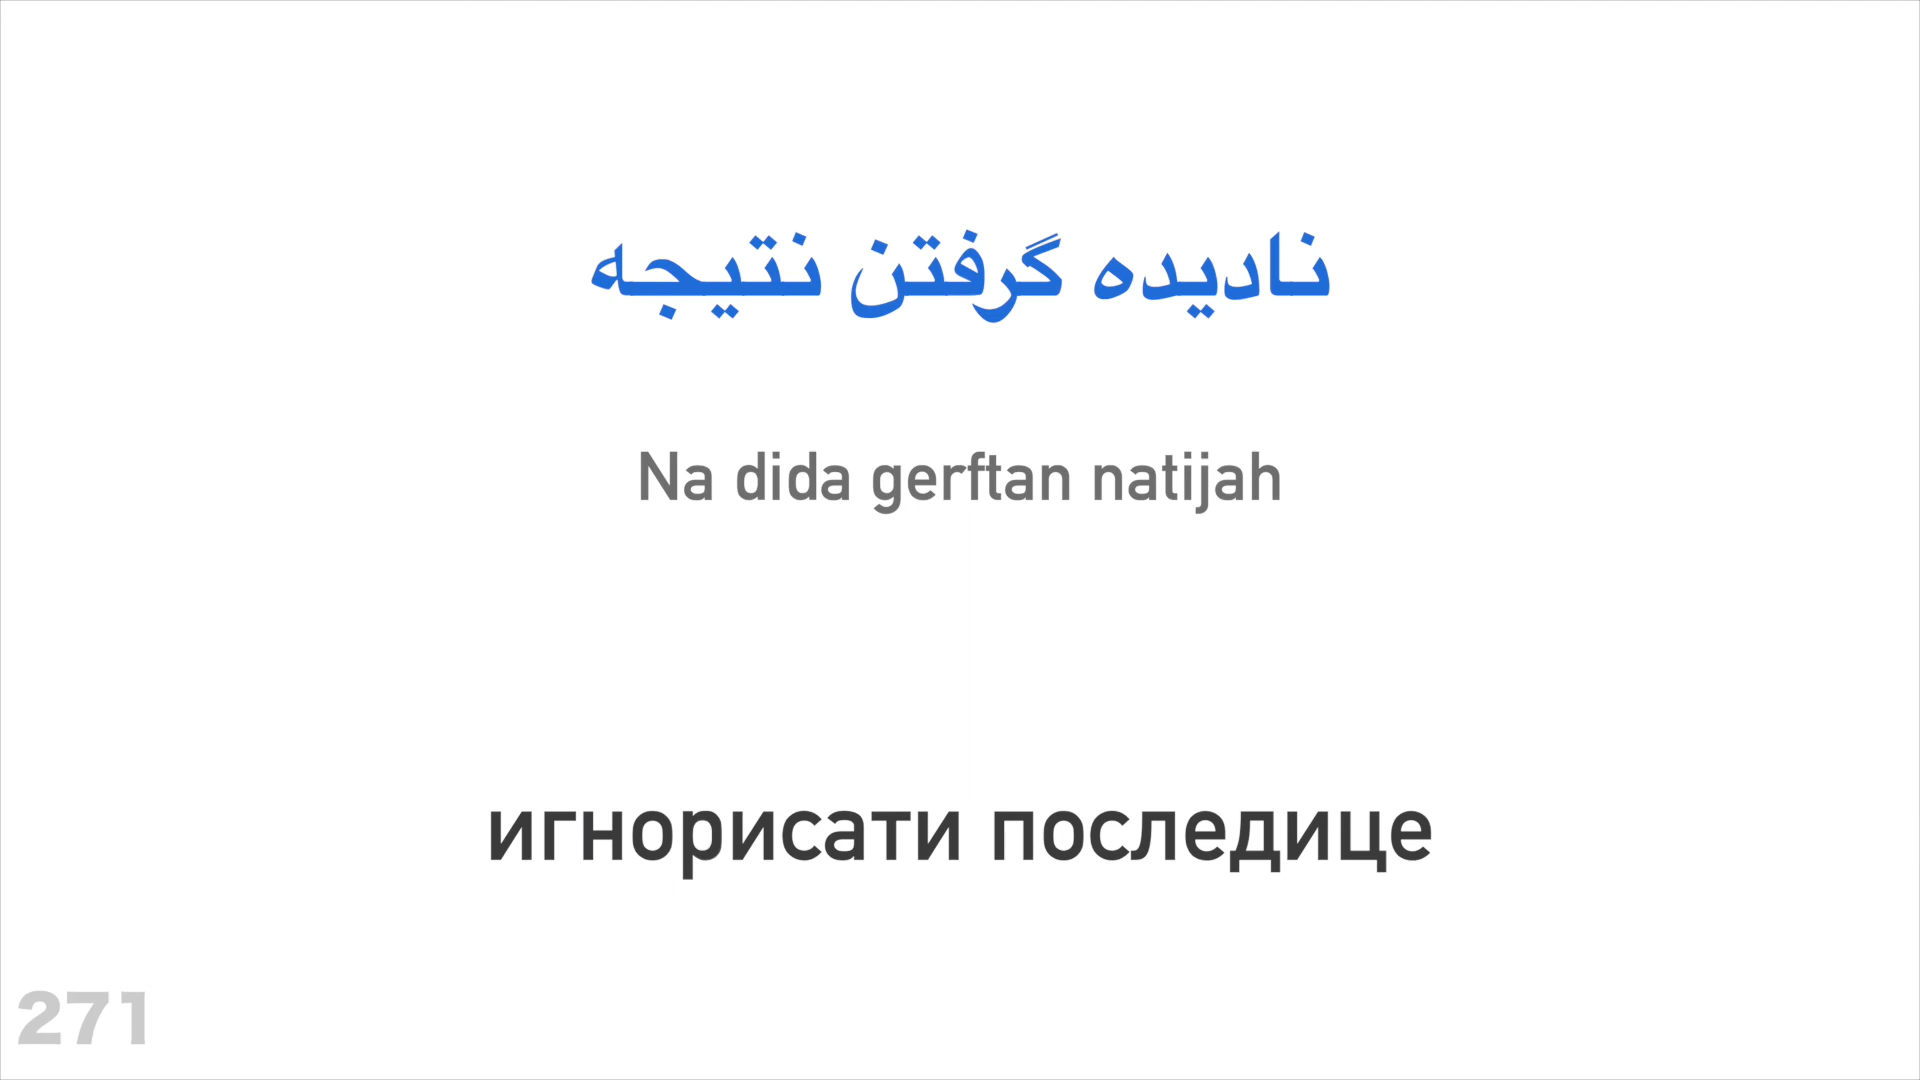 نادیده گرفتن نتیجه
Na dida gerftan natijah
игнорисати последице
271